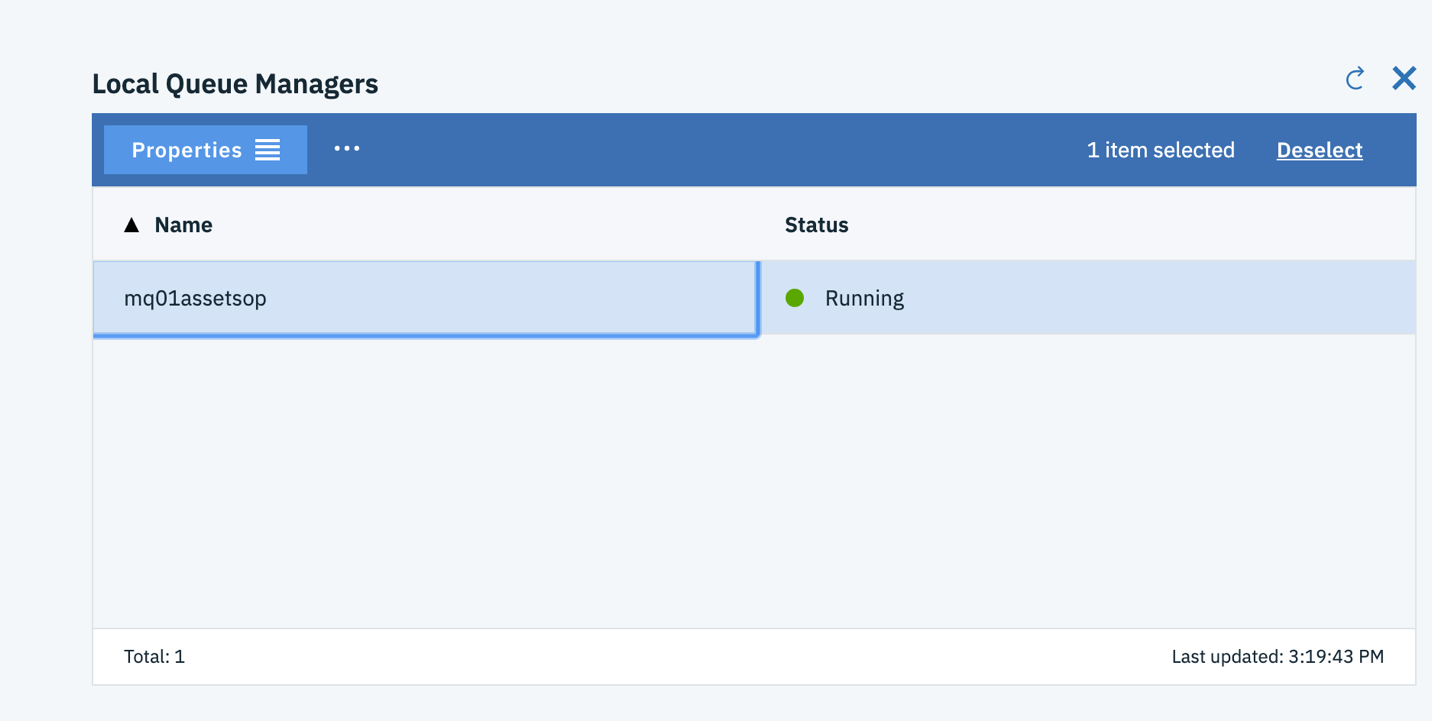 Local Queue Managers
Properties ... 1 item selected Deselect
▲ Name Status
mq01assetsop Running
Total: 1 Last updated: 3:19:43 PM